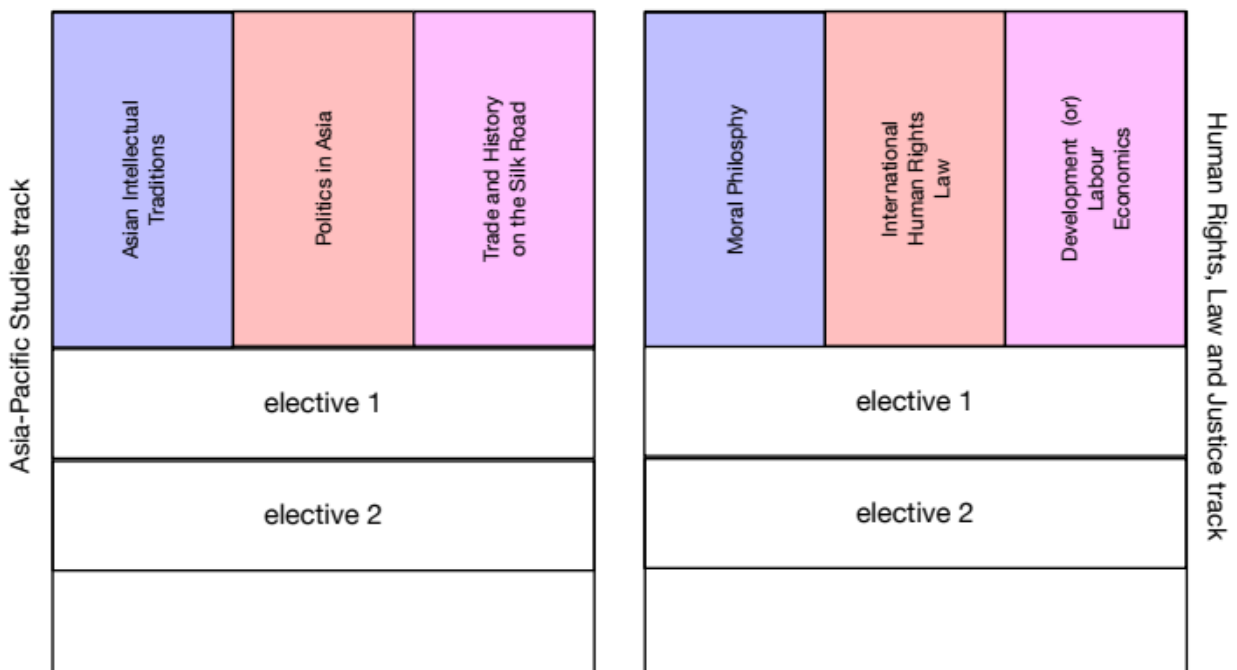 Asia-Pacific Studies track
Asian Intellectual
Traditions
Politics in Asia
Trade and History
on the Silk Road
elective 1
elective 2
Moral Philosphy
International
Human Rights
Law
Development (or)
Labour
Economics
elective 1
elective 2
Human Rights, Law and Justice track